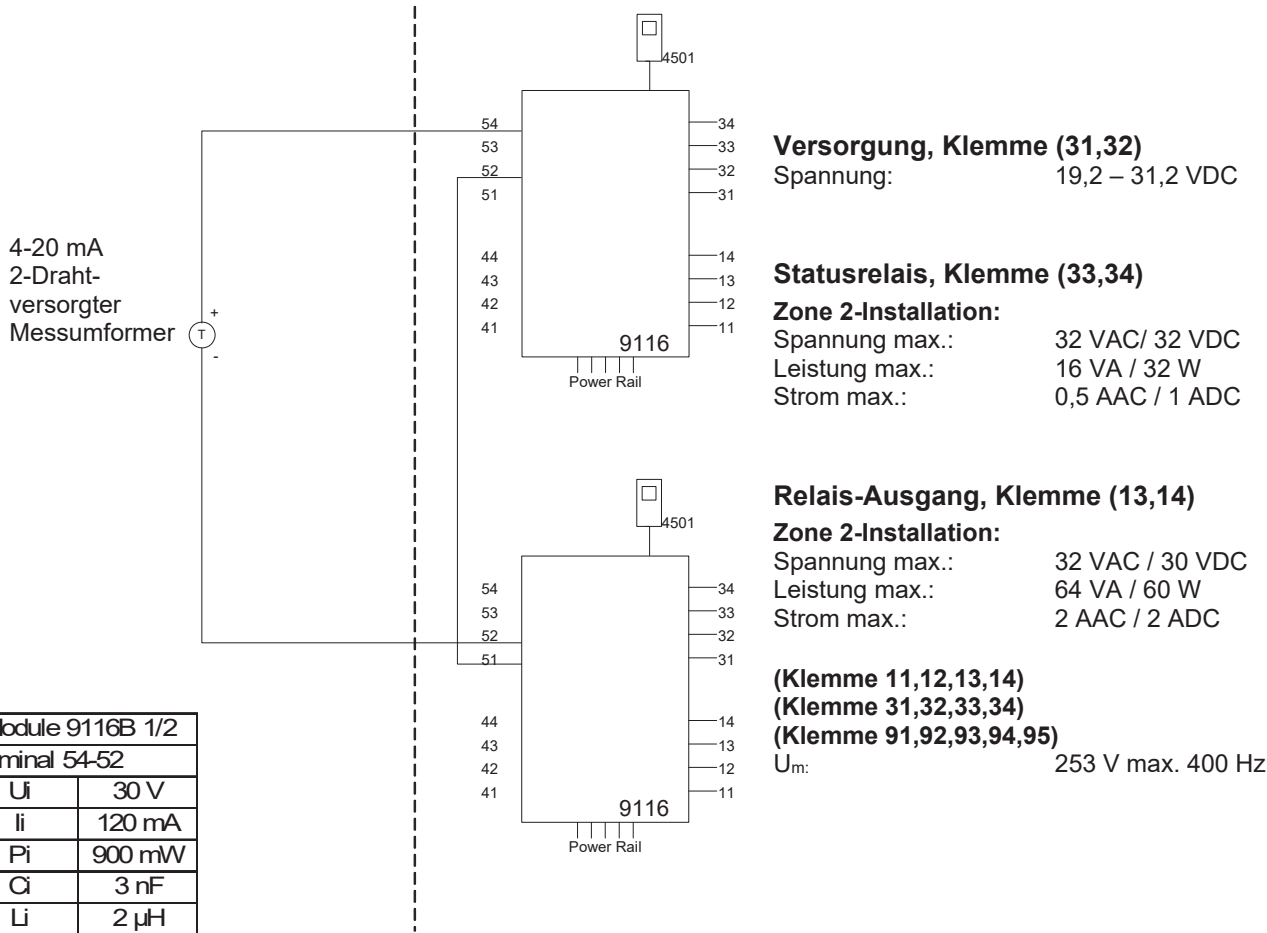 4501
54
53
52
51
44
43
42
41
34
33
32
31
14
13
12
11
9116
Power Rail
4-20 mA
2-Draht-
versorgter
Messumformer
+
T
-
4501
54
53
52
51
44
43
42
41
34
33
32
31
14
13
12
11
9116
Power Rail
Versorgung, Klemme (31,32)
Spannung: 19,2 – 31,2 VDC
Statusrelais, Klemme (33,34)
Zone 2-Installation:
Spannung max.: 32 VAC/ 32 VDC
Leistung max.: 16 VA / 32 W
Strom max.: 0,5 AAC / 1 ADC
Relais-Ausgang, Klemme (13,14)
Zone 2-Installation:
Spannung max.: 32 VAC / 30 VDC
Leistung max.: 64 VA / 60 W
Strom max.: 2 AAC / 2 ADC
(Klemme 11,12,13,14)
(Klemme 31,32,33,34)
(Klemme 91,92,93,94,95)
Um: 253 V max. 400 Hz
9116B 1/2
54-52
Ui 30 V
Ii 120 mA
Pi 900 mW
Ci 3 nF
Li 2 µH